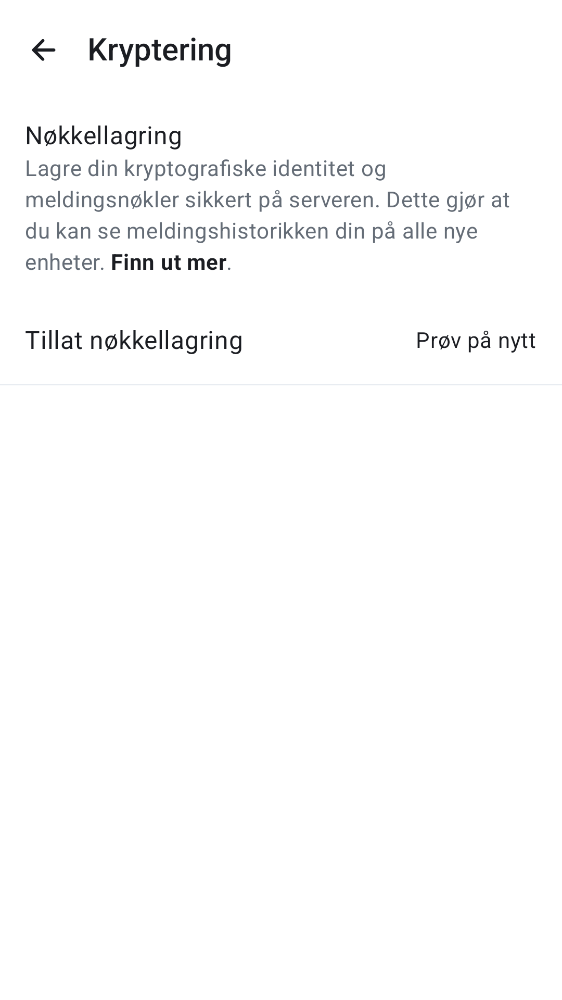 Kryptering
Nøkkellagring
Lagre din kryptografiske identitet og
meldingsnøkler sikkert på serveren. Dette gjør at
du kan se meldingshistorikken din på alle nye
enheter. Finn ut mer.
Tillat nøkkellagring
Prøv på nytt